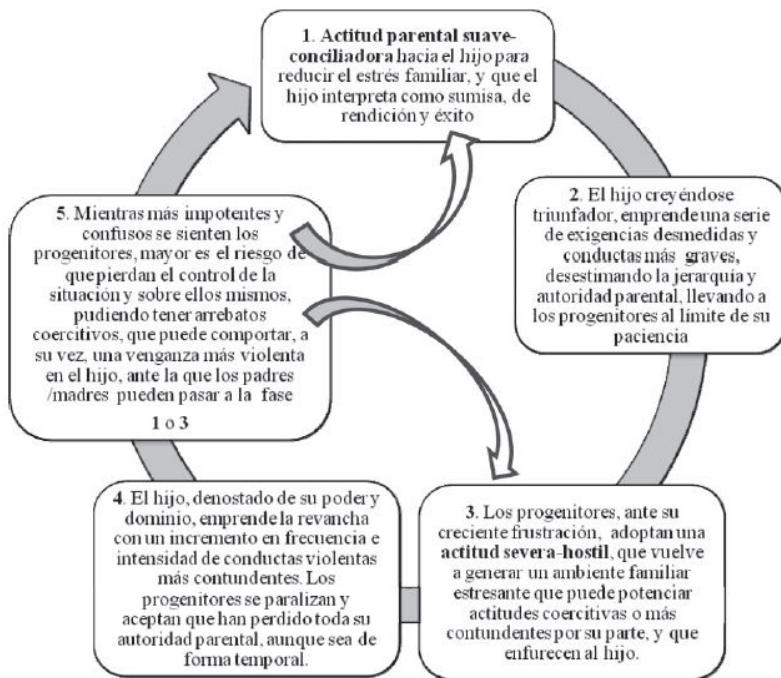 1. Actitud parental suave-
conciliadora hacia el hijo para
reducir el estrés familiar, y que el
hijo interpreta como sumisa, de
rendición y éxito
2. El hijo creyéndose
triunfador, emprende una serie
de exigencias desmedidas y
conductas más graves,
desestimando la jerarquía y
autoridad parental, llevando a
los progenitores al límite de su
paciencia
3. Los progenitores, ante su
creciente frustración, adoptan una
actitud severa-hostil, que vuelve
a generar un ambiente familiar
estresante que puede potenciar
actitudes coercitivas o más
contundentes por su parte, y que
enfurecen al hijo.
4. El hijo, denostado de su poder y
dominio, emprende la revancha
con un incremento en frecuencia e
intensidad de conductas violentas
más contundentes. Los
progenitores se paralizan y
aceptan que han perdido toda su
autoridad parental, aunque sea de
forma temporal.
5. Mientras más impotentes y
confusos se sienten los
progenitores, mayor es el riesgo de
que pierdan el control de la
situación y sobre ellos mismos,
pudiendo tener arrebatos
coercitivos, que puede comportar, a
su vez, una venganza más violenta
en el hijo, ante la que los padres
/madres pueden pasar a la fase
1 o 3